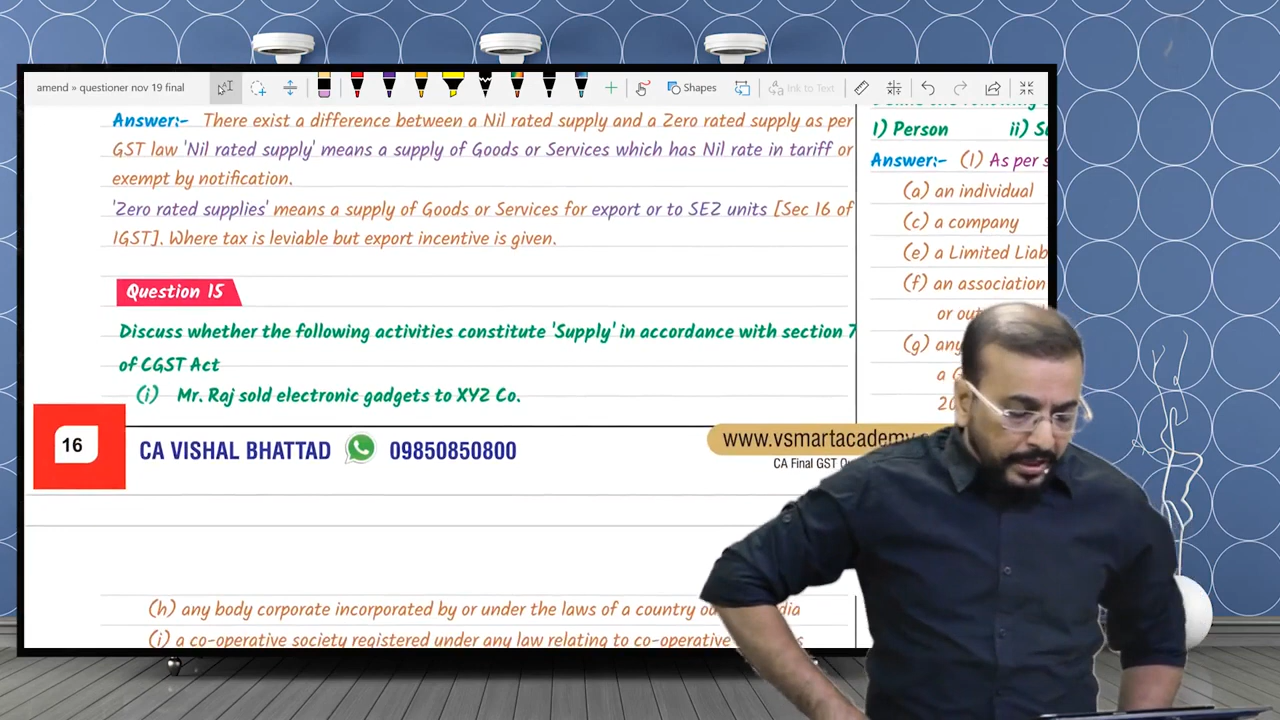 amend » questioner nov 19 final
Shapes
Ink to Text
Answer:- There exist a difference between a Nil rated supply and a Zero rated supply as per
GST law 'Nil rated supply' means a supply of Goods or Services which has Nil rate in tariff or
exempt by notification.
'Zero rated supplies' means a supply of Goods or Services for export or to SEZ units [Sec 16 of
IGST]. Where tax is leviable but export incentive is given.
Question 15
Discuss whether the following activities constitute 'Supply' in accordance with section 7
of CGST Act
(i) Mr. Raj sold electronic gadgets to XYZ Co.
16
CA VISHAL BHATTAD 09850850800
www.vsmartacademy
CA Final GST
(h) any body corporate incorporated by or under the laws of a country
(i) a co-operative society registered under any law relating to co-operative
1) Person ii)
Answer:- (1) As per
(a) an individual
(c) a company
(e) a Limited
(f) an association
or
(g) any
a
20